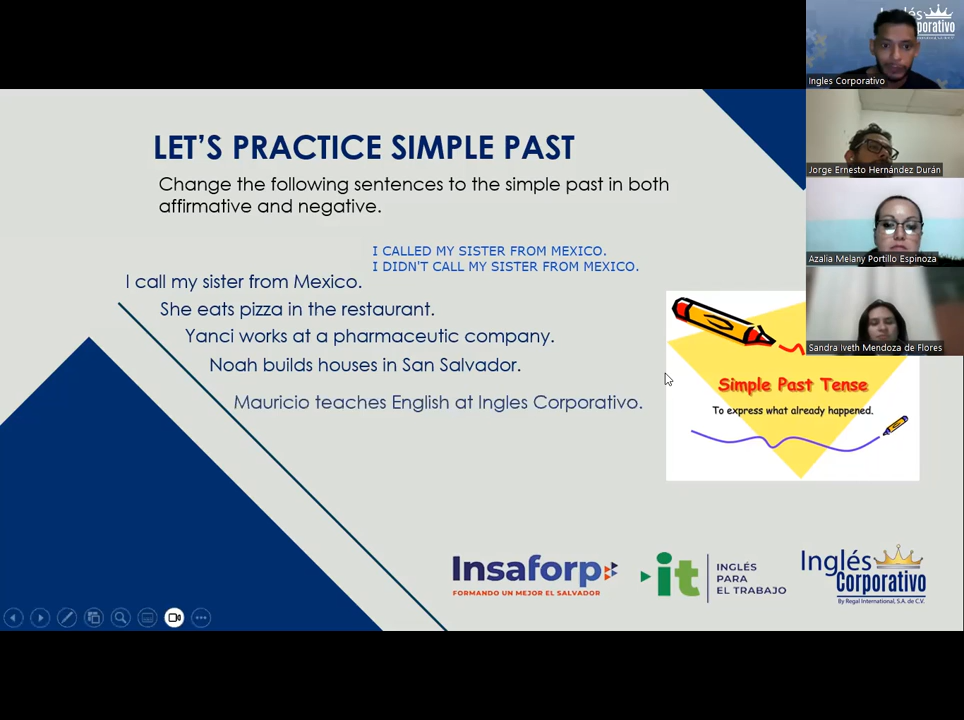 Inglés
Corporativo
Ingles Corporativo
Jorge Ernesto Hernández Durán
Azalia Melany Portillo Espinoza
Sandra Iveth Mendoza de Flores
LET'S PRACTICE SIMPLE PAST
Change the following sentences to the simple past in both
affirmative and negative.
I CALLED MY SISTER FROM MEXICO.
I DIDN'T CALL MY SISTER FROM MEXICO.
I call my sister from Mexico.
She eats pizza in the restaurant.
Yanci works at a pharmaceutic company.
Noah builds houses in San Salvador.
Mauricio teaches English at Ingles Corporativo.
Simple Past Tense
To express what already happened.
Insaforp
FORMANDO UN MEJOR EL SALVADOR
it
INGLÉS
PARA
EL TRABAJO
Inglés
Corporativo
By Regal International, S.A. de C.V.